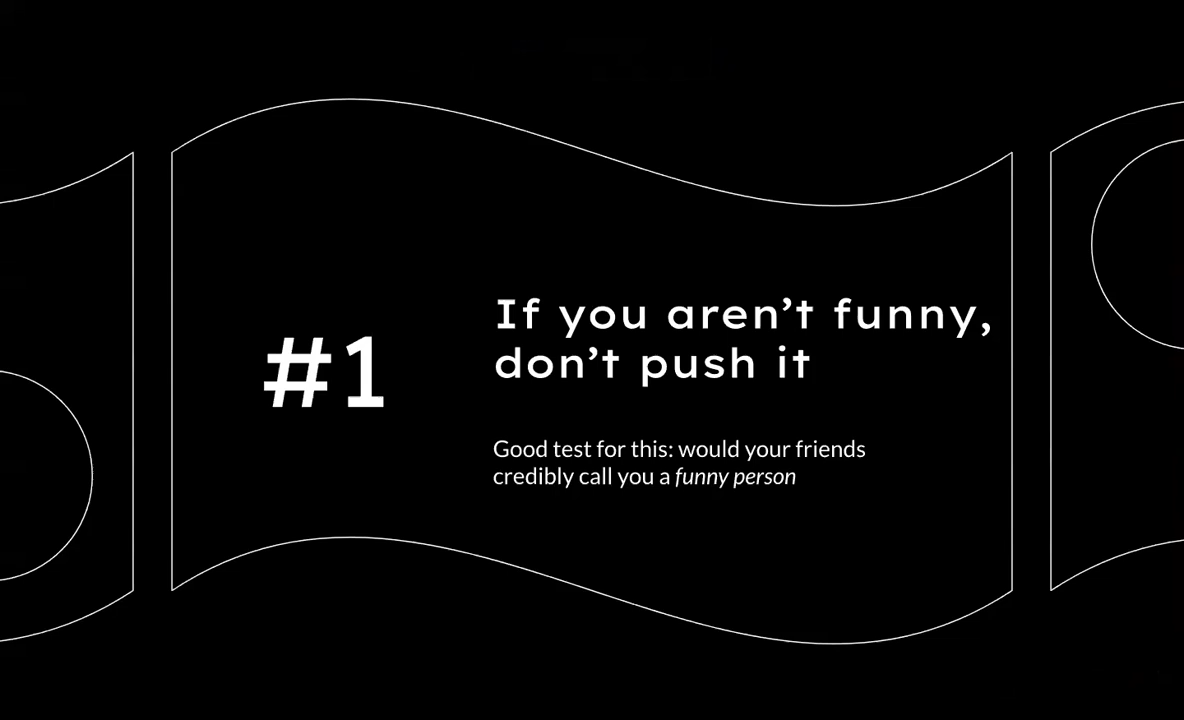 #1
If you aren’t funny,
don’t push it
Good test for this: would your friends
credibly call you a funny person